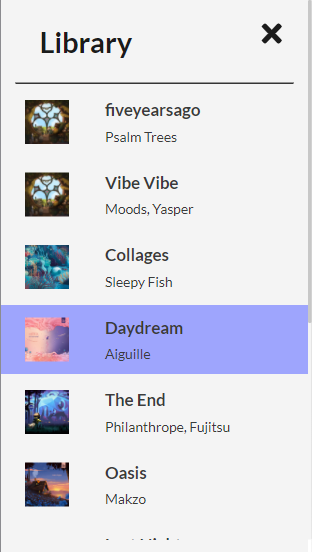 Library
fiveyearsago
Psalm Trees
Vibe Vibe
Moods, Yasper
Collages
Sleepy Fish
Daydream
Aiguille
The End
Philanthrope, Fujitsu
Oasis
Makzo